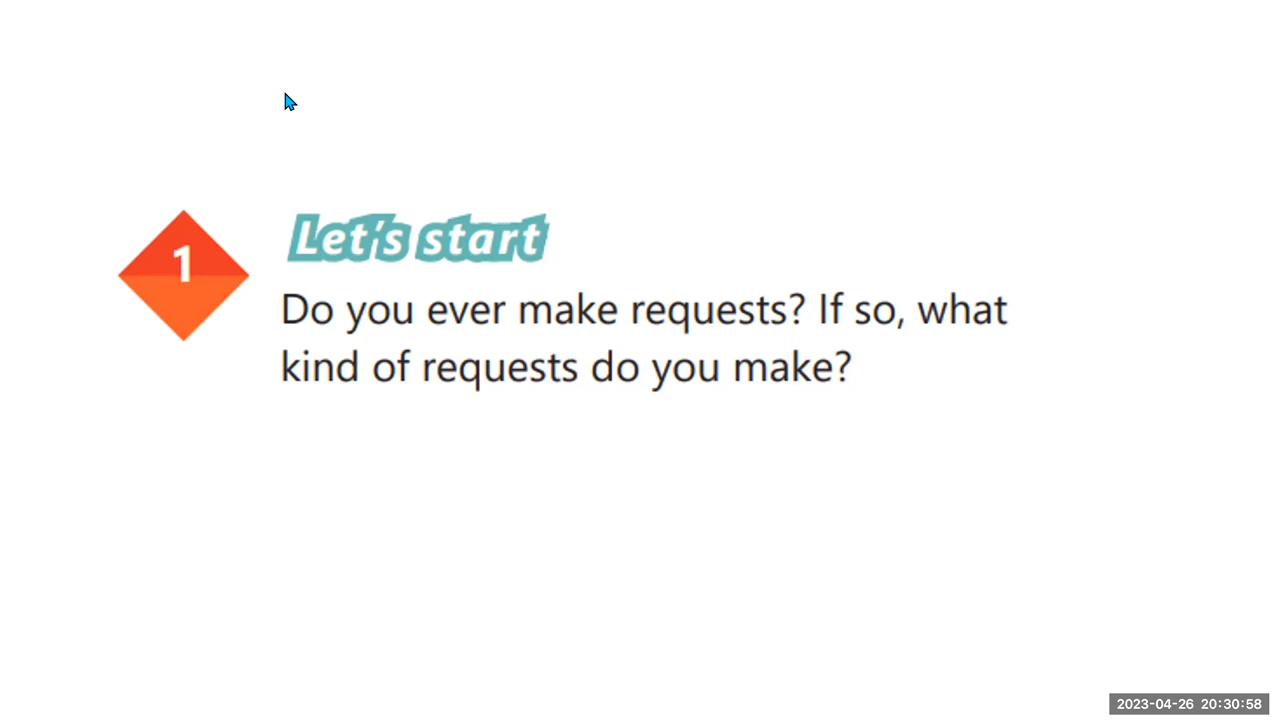 1
Let's start
Do you ever make requests? If so, what
kind of requests do you make?
2023-04-26 20:30:58